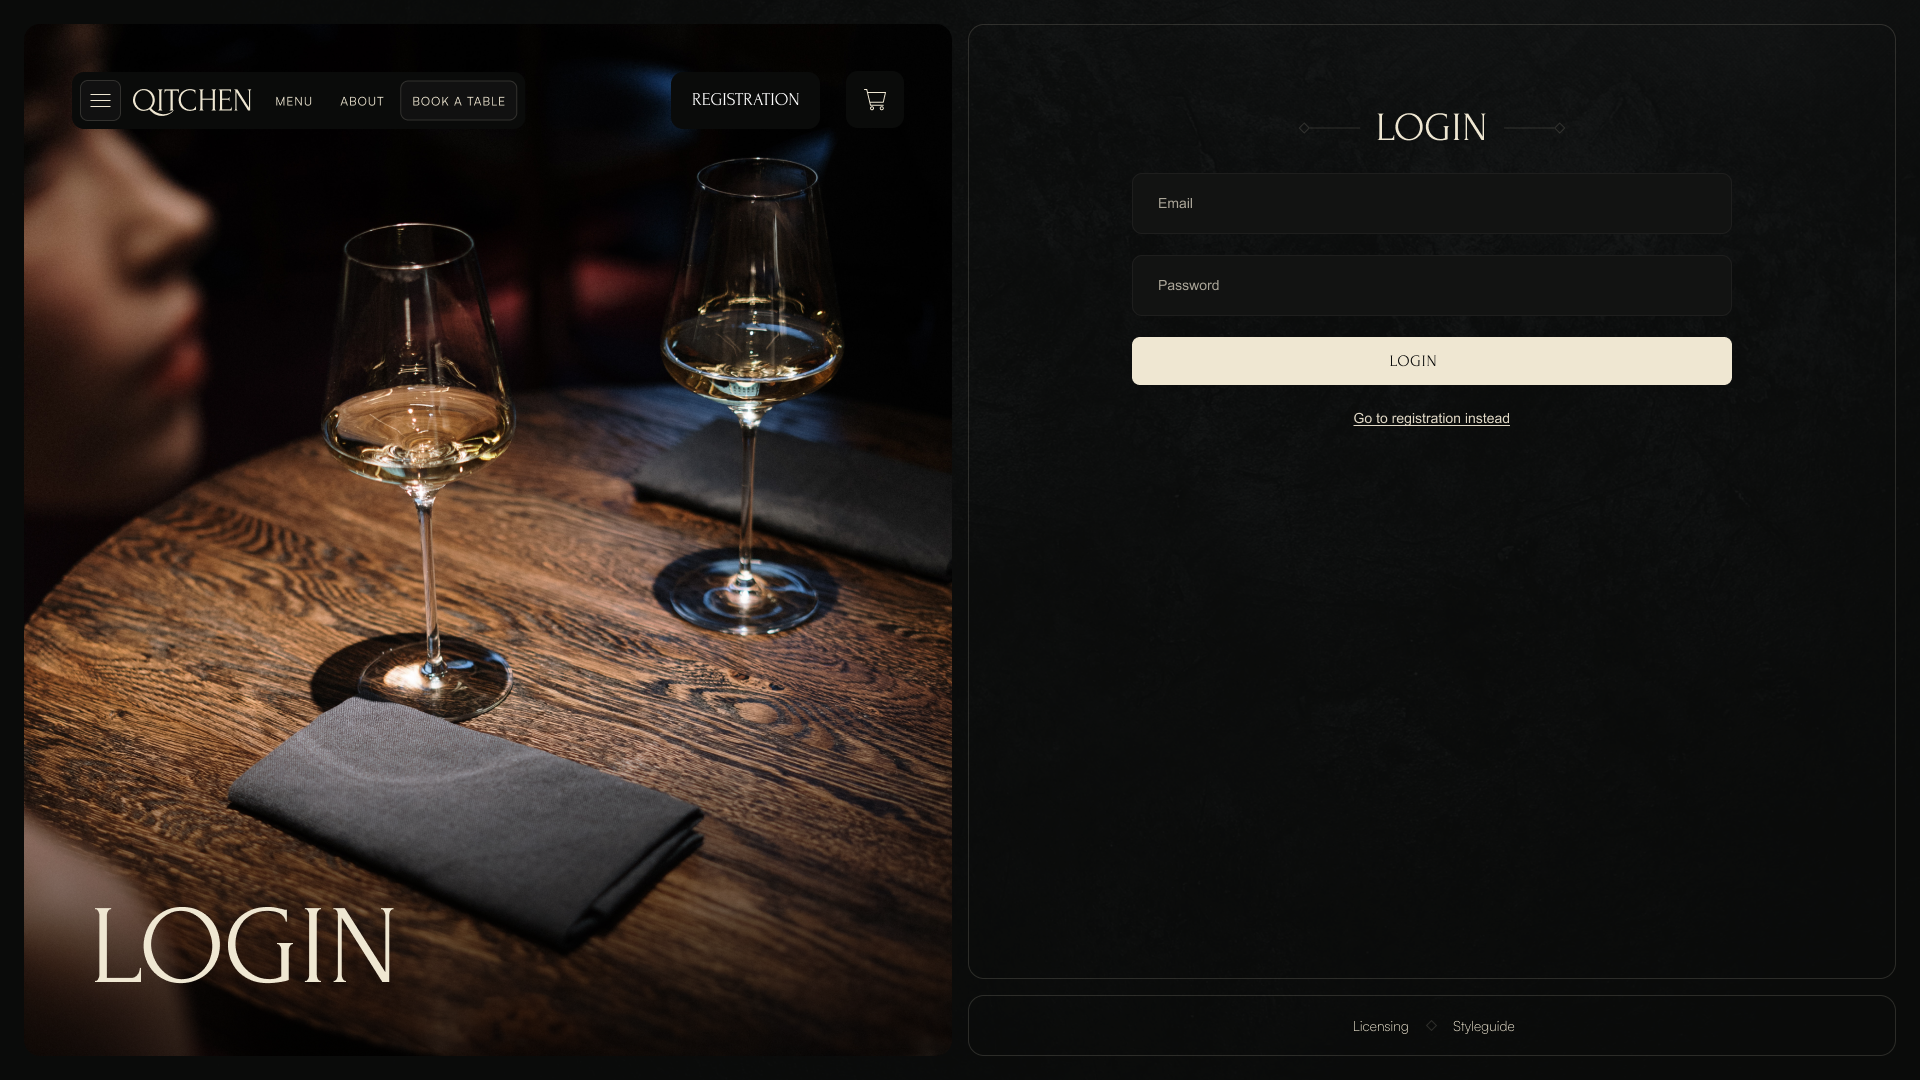 QITCHEN
MENU
ABOUT
BOOK A TABLE
REGISTRATION
LOGIN
LOGIN
Email
Password
LOGIN
Go to registration instead
Licensing
Styleguide